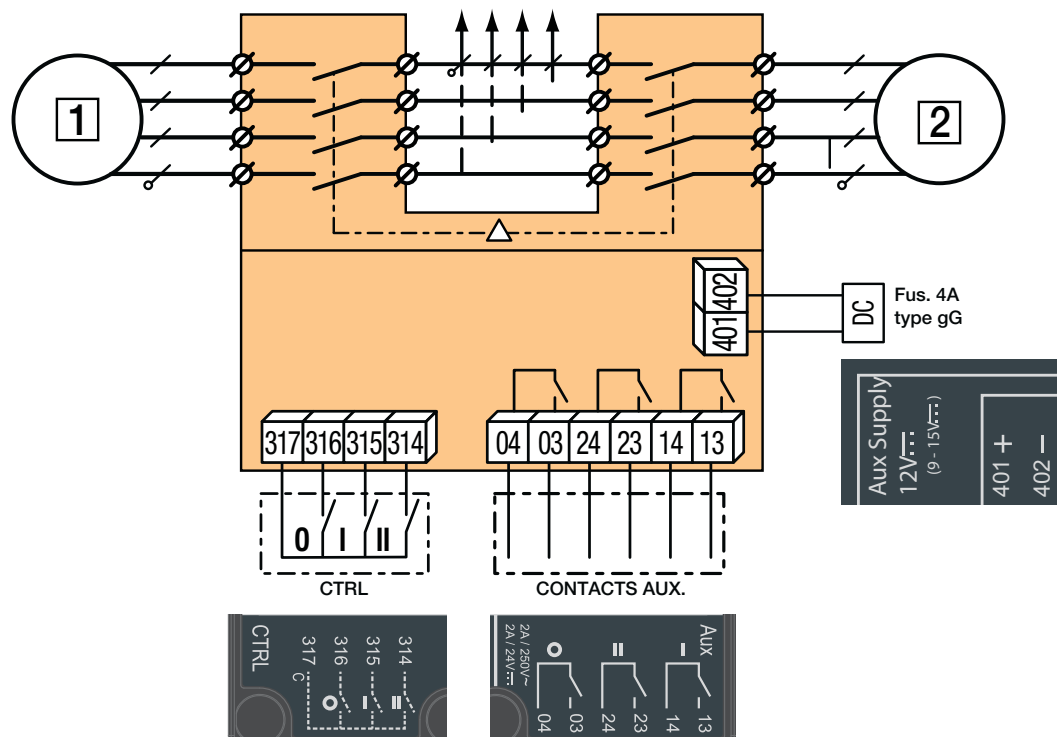 1
2
402
401
DC
Fus. 4A
type gG
317 316 315 314
04 03 24 23 14 13
0 I II
CTRL
CONTACTS AUX.
Aux Supply
12V⎓
(9 - 15V⎓)
401 +
402 −
CTRL
317 C
316 O
315 I
314 II
2A / 250V~
2A / 24V⎓
O
II
I
Aux
04
03
24
23
14
13